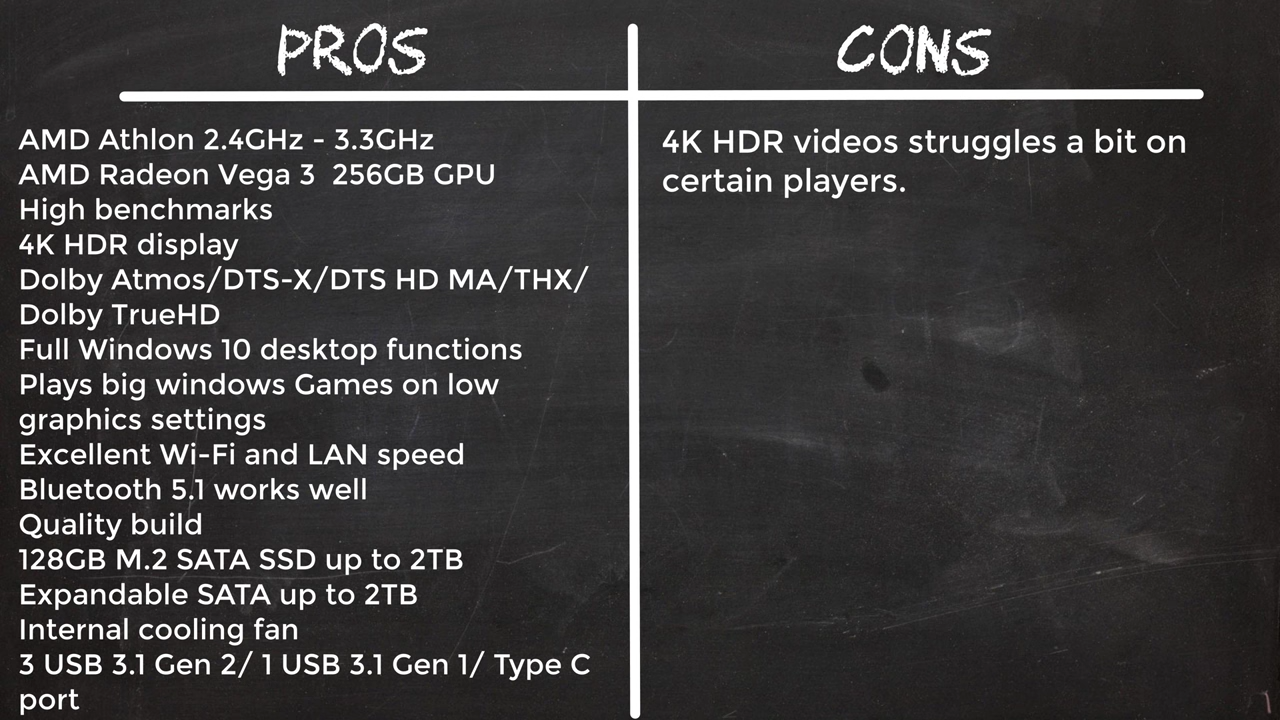 PROS
AMD Athlon 2.4GHz - 3.3GHz
AMD Radeon Vega 3 256GB GPU
High benchmarks
4K HDR display
Dolby Atmos/DTS-X/DTS HD MA/THX/
Dolby TrueHD
Full Windows 10 desktop functions
Plays big windows Games on low
graphics settings
Excellent Wi-Fi and LAN speed
Bluetooth 5.1 works well
Quality build
128GB M.2 SATA SSD up to 2TB
Expandable SATA up to 2TB
Internal cooling fan
3 USB 3.1 Gen 2/ 1 USB 3.1 Gen 1/ Type C
port
CONS
4K HDR videos struggles a bit on
certain players.